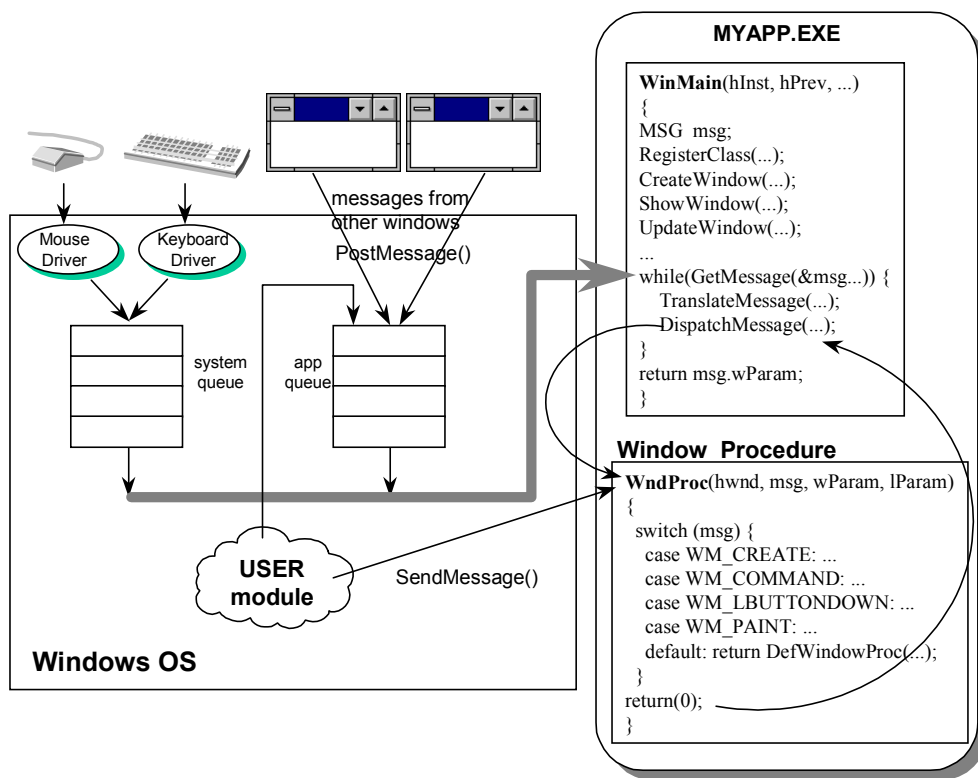 MYAPP.EXE
WinMain(hInst, hPrev, ...)
{
MSG msg;
RegisterClass(...);
CreateWindow(...);
ShowWindow(...);
UpdateWindow(...);
...
while(GetMessage(&msg...)) {
TranslateMessage(...);
DispatchMessage(...);
}
return msg.wParam;
}
messages from
other windows
PostMessage()
Mouse
Driver
Keyboard
Driver
system
queue
app
queue
USER
module
SendMessage()
Windows OS
Window Procedure
WndProc(hwnd, msg, wParam, lParam)
{
switch (msg) {
case WM_CREATE: ...
case WM_COMMAND: ...
case WM_LBUTTONDOWN: ...
case WM_PAINT: ...
default: return DefWindowProc(...);
}
return(0);
}